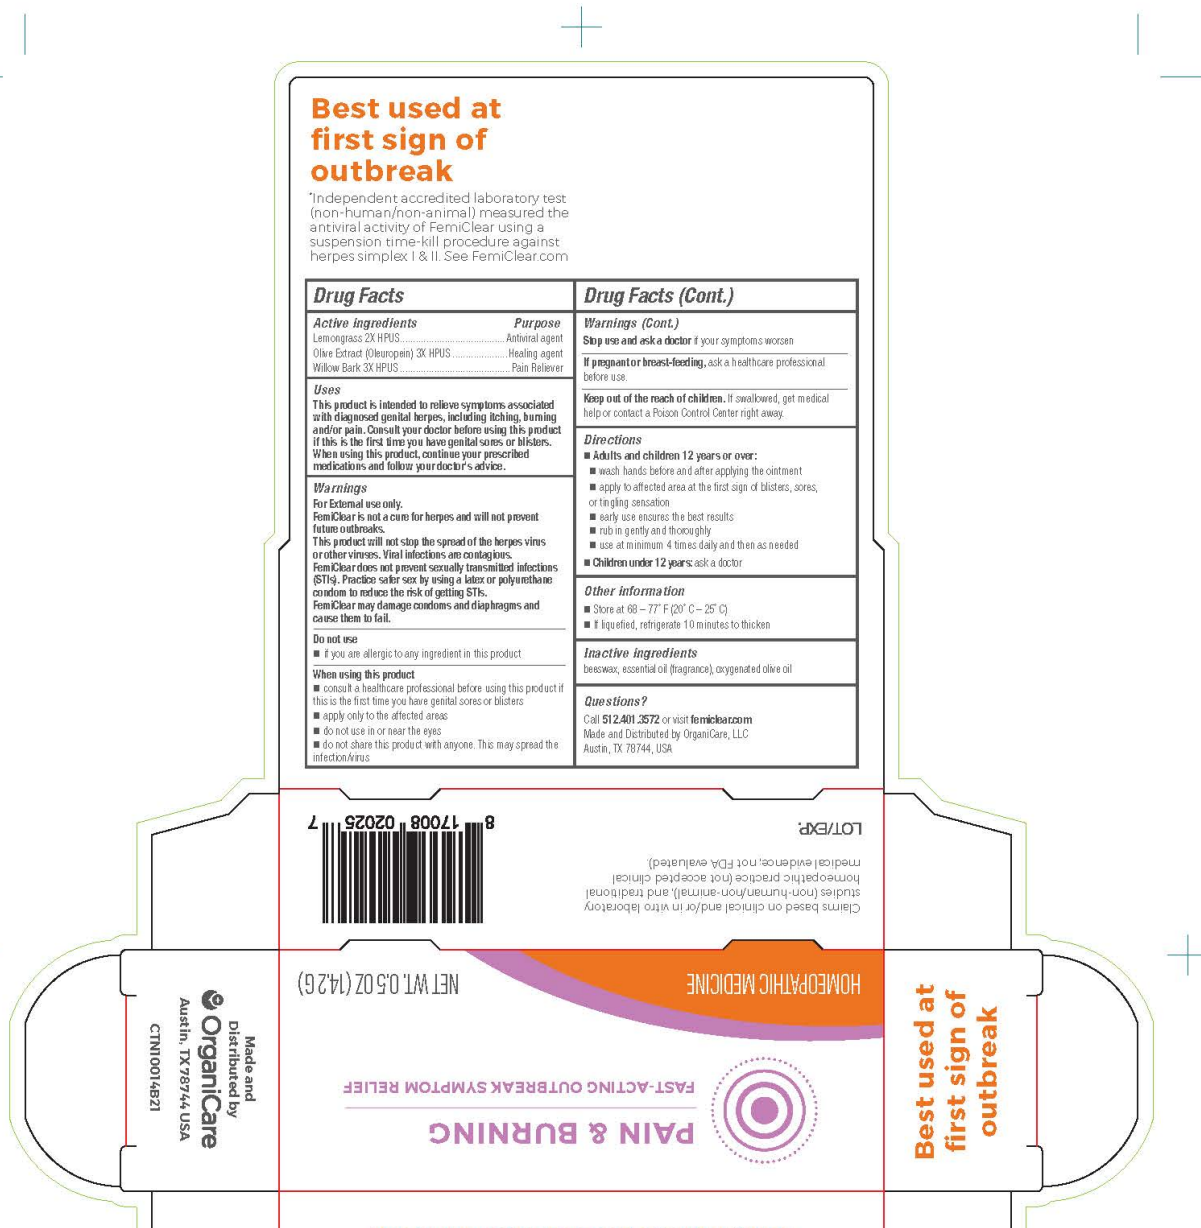 Best used at
first sign of
outbreak
*Independent accredited laboratory test
(non-human/non-animal) measured the
antiviral activity of FemiClear using a
suspension time-kill procedure against
herpes simplex I & II. See FemiClear.com
Drug Facts
Active ingredients Purpose
Lemongrass 2X HPUS........................................Antiviral agent
Olive Extract (Oleuropein) 3X HPUS.....................Healing agent
Willow Bark 3X HPUS..........................................Pain Reliever
Uses
This product is intended to relieve symptoms associated
with diagnosed genital herpes, including itching, burning
and/or pain. Consult your doctor before using this product
if this is the first time you have genital sores or blisters.
When using this product, continue your prescribed
medications and follow your doctor's advice.
Warnings
For External use only.
FemiClear is not a cure for herpes and will not prevent
future outbreaks.
This product will not stop the spread of the herpes virus
or other viruses. Viral infections are contagious.
FemiClear does not prevent sexually transmitted infections
(STIs). Practice safer sex by using a latex or polyurethane
condom to reduce the risk of getting STIs.
FemiClear may damage condoms and diaphragms and
cause them to fail.
Do not use
■ if you are allergic to any ingredient in this product
When using this product
■ consult a healthcare professional before using this product if
this is the first time you have genital sores or blisters
■ apply only to the affected areas
■ do not use in or near the eyes
■ do not share this product with anyone. This may spread the
infection/virus
Drug Facts (Cont.)
Warnings (Cont.)
Stop use and ask a doctor if your symptoms worsen
If pregnant or breast-feeding, ask a healthcare professional
before use.
Keep out of the reach of children. If swallowed, get medical
help or contact a Poison Control Center right away.
Directions
■ Adults and children 12 years or over:
■ wash hands before and after applying the ointment
■ apply to affected area at the first sign of blisters, sores,
or tingling sensation
■ early use ensures the best results
■ rub in gently and thoroughly
■ use at minimum 4 times daily and then as needed
■ Children under 12 years: ask a doctor
Other information
■ Store at 68 – 77° F (20° C – 25° C)
■ If liquefied, refrigerate 10 minutes to thicken
Inactive ingredients
beeswax, essential oil (fragrance), oxygenated olive oil
Questions?
Call 512.401.3572 or visit femiclear.com
Made and Distributed by OrganiCare, LLC
Austin, TX 78744, USA
8 17008 02025 7
Claims based on clinical and/or in vitro laboratory
studies (non-human/non-animal), and traditional
homeopathic practice (not accepted clinical
medical evidence; not FDA evaluated).
LOT/EXP.
PAIN & BURNING
FAST-ACTING OUTBREAK SYMPTOM RELIEF
HOMEOPATHIC MEDICINE
NET WT. 0.5 OZ (14.2 G)
Made and
Distributed by
OrganiCare
Austin, TX 78744 USA
CTN10014B21
Best used at
first sign of
outbreak